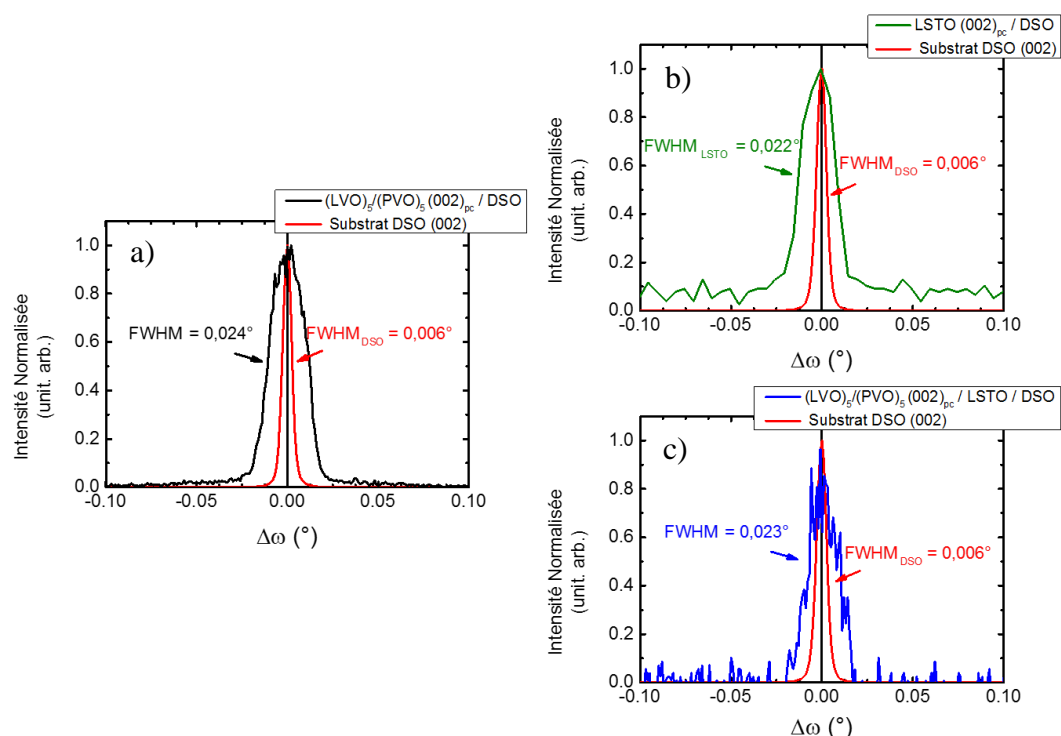 a)
(LVO)5/(PVO)5 (002)pc / DSO
Substrat DSO (002)
FWHM = 0,024°
FWHMDSO = 0,006°
Intensité Normalisée
(unit. arb.)
1.0
0.8
0.6
0.4
0.2
0.0
-0.10
-0.05
0.00
0.05
0.10
Δω (°)
b)
LSTO (002)pc / DSO
Substrat DSO (002)
FWHMLSTO = 0,022°
FWHMDSO = 0,006°
Intensité Normalisée
(unit. arb.)
1.0
0.8
0.6
0.4
0.2
0.0
-0.10
-0.05
0.00
0.05
0.10
Δω (°)
c)
(LVO)5/(PVO)5 (002)pc / LSTO / DSO
Substrat DSO (002)
FWHM = 0,023°
FWHMDSO = 0,006°
Intensité Normalisée
(unit. arb.)
1.0
0.8
0.6
0.4
0.2
0.0
-0.10
-0.05
0.00
0.05
0.10
Δω (°)